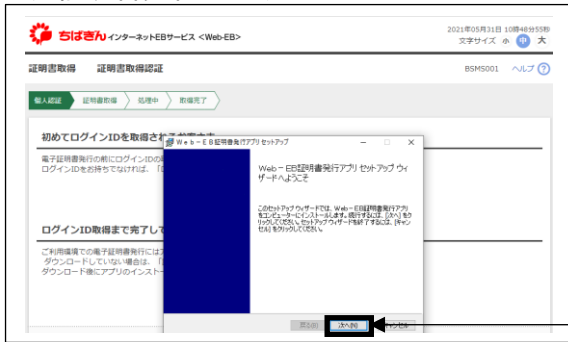 ちばぎん インターネットEBサービス <Web-EB>
2021年05月31日 10時48分55秒
文字サイズ 小 中 大
証明書取得 証明書取得認証
BSMS001 ヘルプ ?
個人認証 証明書取得 処理中 取得完了
初めてログインIDを取得され
電子証明書発行の前にログインIDの
ログインIDをお持ちでなければ、「
ログインID取得まで完了して
ご利用環境での電子証明書発行には
ダウンロードしていない場合は、「
ダウンロード後にアプリのインスト
Web-EB証明書発行アプリ セットアップ
Web-EB証明書発行アプリ セットアップ ウィ
ザードへようこそ
このセットアップ ウィザードでは、Web-EB証明書発行アプリ
をコンピューターにインストールします。続行するには、[次へ] をク
リックしてください。セットアップ ウィザードを終了するには、[キャン
セル] をクリックしてください。
戻る(B) 次へ(N) キャンセル